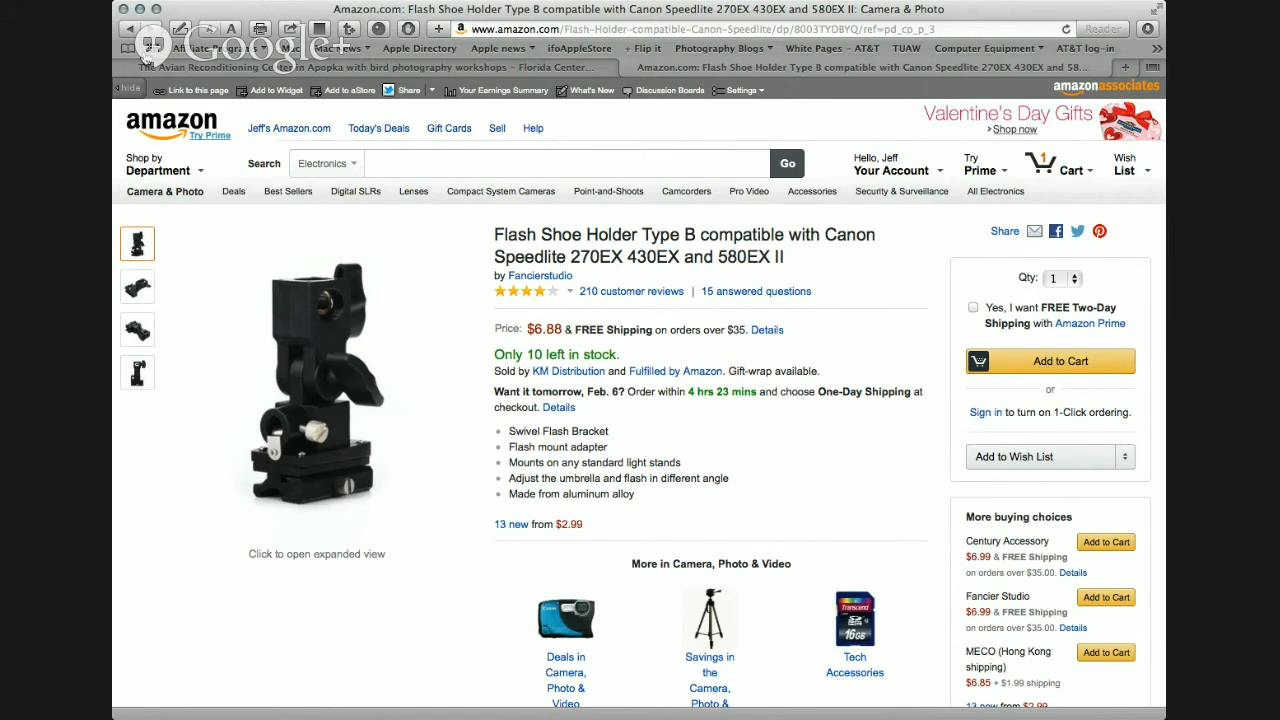 Amazon.com: Flash Shoe Holder Type B compatible with Canon Speedlite 270EX 430EX and 580EX II: Camera & Photo
www.amazon.com/Flash-Holder-compatible-Canon-Speedlite/dp/B003TYDBYQ/ref=pd_cp_p_3
Reader
Google+
Affiliate Programs Mac Mac News Apple Directory Apple news ifoAppleStore + Flip it Photography Blogs White Pages AT&T TUAW Computer Equipment AT&T log-in
The Avian Reconditioning Center in Apopka with bird photography workshops – Florida Center...
Amazon.com: Flash Shoe Holder Type B compatible with Canon Speedlite 270EX 430EX and 58...
hide Link to this page Add to Widget Add to aStore Share Your Earnings Summary What's New Discussion Boards Settings
amazonassociates
amazon
Try Prime
Jeff's Amazon.com Today's Deals Gift Cards Sell Help
Valentine's Day Gifts
Shop now
Shop by
Department
Search Electronics Go
Hello, Jeff
Your Account
Try
Prime
1
Cart
Wish
List
Camera & Photo Deals Best Sellers Digital SLRs Lenses Compact System Cameras Point-and-Shoots Camcorders Pro Video Accessories Security & Surveillance All Electronics
Flash Shoe Holder Type B compatible with Canon
Speedlite 270EX 430EX and 580EX II
by Fancierstudio
210 customer reviews | 15 answered questions
Price: $6.88 & FREE Shipping on orders over $35. Details
Only 10 left in stock.
Sold by KM Distribution and Fulfilled by Amazon. Gift-wrap available.
Want it tomorrow, Feb. 6? Order within 4 hrs 23 mins and choose One-Day Shipping at
checkout. Details
Swivel Flash Bracket
Flash mount adapter
Mounts on any standard light stands
Adjust the umbrella and flash in different angle
Made from aluminum alloy
13 new from $2.99
Click to open expanded view
More in Camera, Photo & Video
Transcend
16GB
Deals in
Camera,
Photo &
Video
Savings in
the
Camera,
Photo &
Tech
Accessories
Share
Qty: 1
Yes, I want FREE Two-Day
Shipping with Amazon Prime
Add to Cart
or
Sign in to turn on 1-Click ordering.
Add to Wish List
More buying choices
Century Accessory Add to Cart
$6.99 & FREE Shipping
on orders over $35.00. Details
Fancier Studio Add to Cart
$6.99 & FREE Shipping
on orders over $35.00. Details
MECO (Hong Kong Add to Cart
shipping)
$6.85 + $1.99 shipping
13 new from $2.99